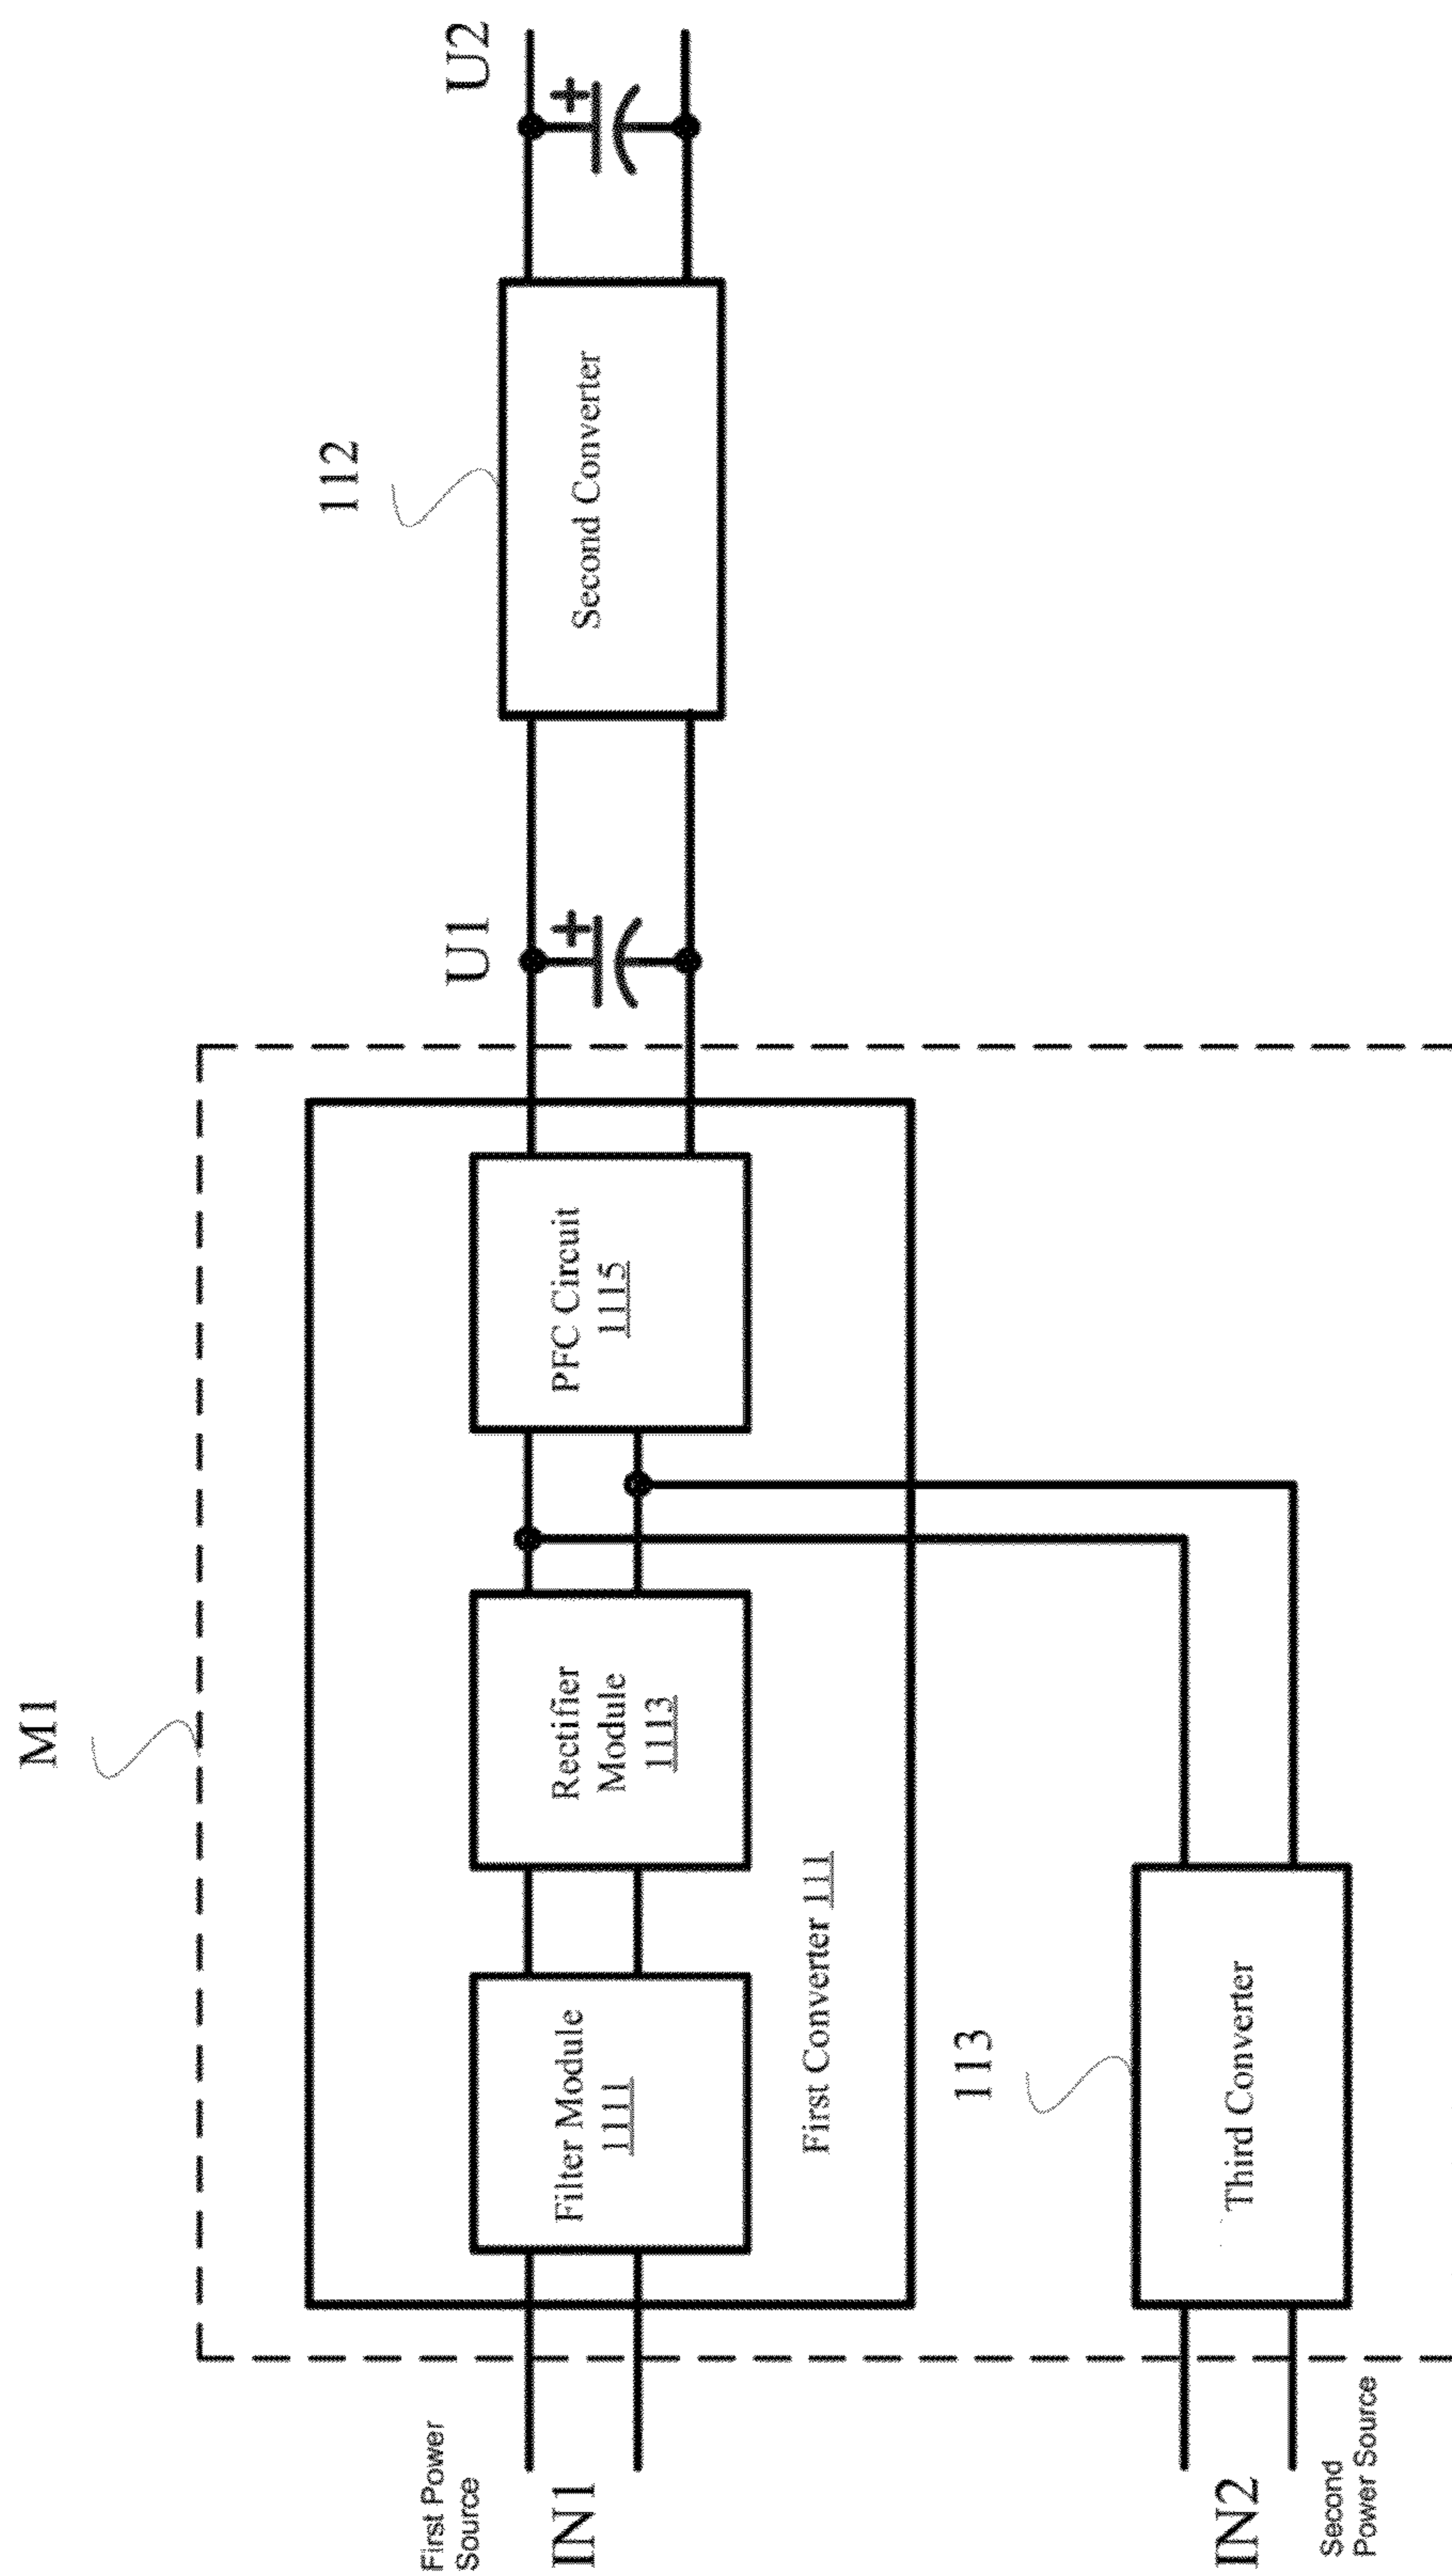 M1
First Power
Source
IN1
Filter Module
1111
Rectifier
Module
1113
PFC Circuit
1115
First Converter 111
U1
112
Second Converter
U2
113
Third Converter
IN2
Second
Power Source